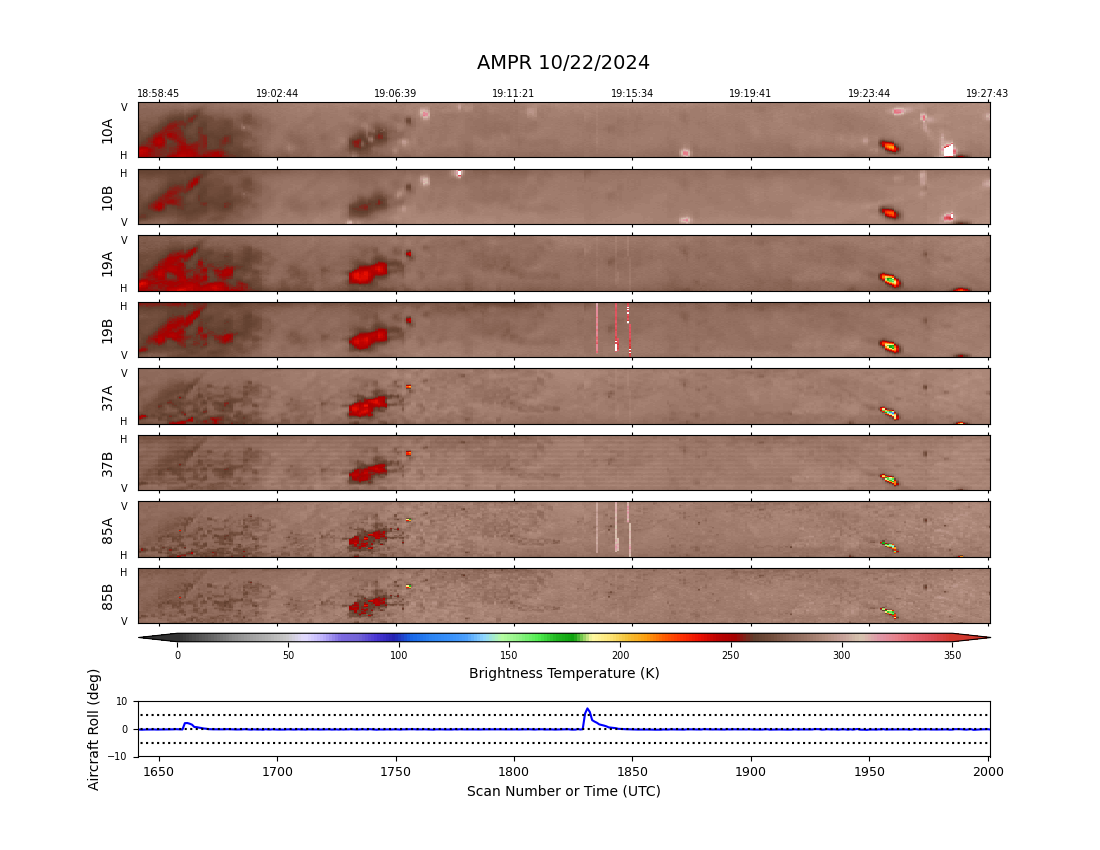 AMPR 10/22/2024
18:58:45 19:02:44 19:06:39 19:11:21 19:15:34 19:19:41 19:23:44 19:27:43
V
10A
H
H
10B
V
V
19A
H
H
19B
V
V
37A
H
H
37B
V
V
85A
H
H
85B
V
0 50 100 150 200 250 300 350
Brightness Temperature (K)
Aircraft Roll (deg)
10
0
−10
1650 1700 1750 1800 1850 1900 1950 2000
Scan Number or Time (UTC)